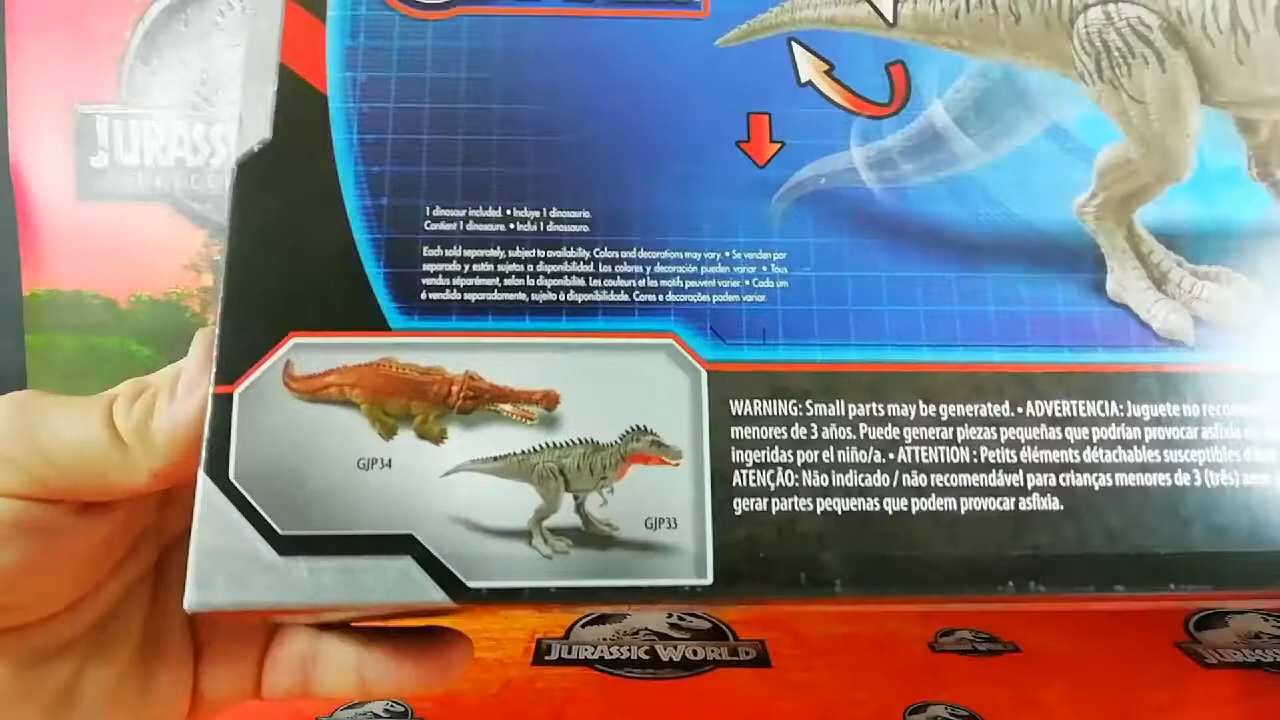 JURASS
1 dinosaur included. • Incluye 1 dinosaurio.
Contient 1 dinosaure. • Inclui 1 dinossauro.
Each sold separately, subject to availability. Colors and decorations may vary. • Se venden por
separado y están sujetos a disponibilidad. Los colores y decoración pueden variar. • Tous
vendus séparément, selon la disponibilité. Les couleurs et les motifs peuvent varier. • Cada um
é vendido separadamente, sujeito à disponibilidade. Cores e decorações podem variar.
GJP34
GJP33
WARNING: Small parts may be generated. • ADVERTENCIA: Juguete no
menores de 3 años. Puede generar piezas pequeñas que podrían provocar asfixia
ingeridas por el niño/a. • ATTENTION : Petits éléments détachables susceptibles
ATENÇÃO: Não indicado / não recomendável para crianças menores de 3 (três)
gerar partes pequenas que podem provocar asfixia.
JURASSIC WORLD